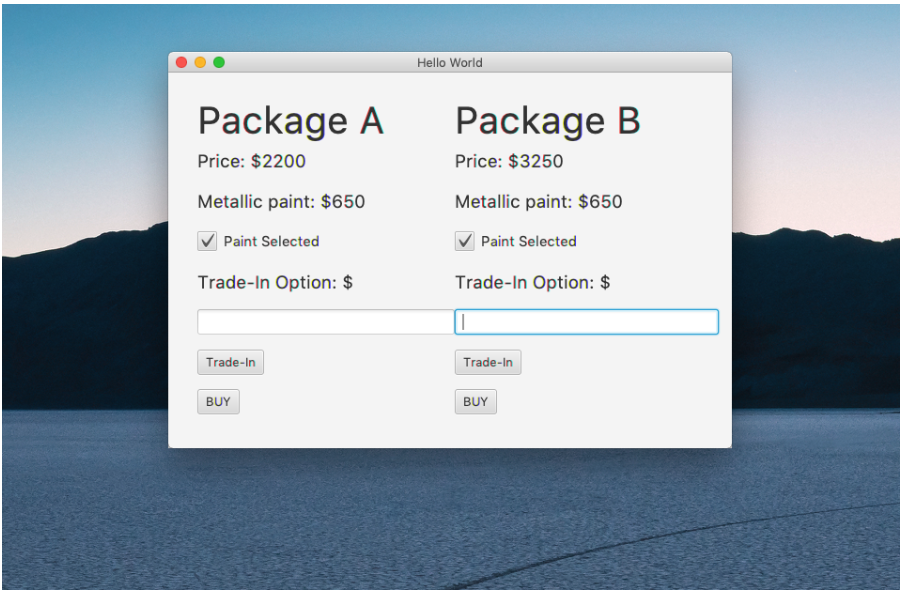 Hello World
Package A
Price: $2200
Metallic paint: $650
Paint Selected
Trade-In Option: $
Trade-In
BUY
Package B
Price: $3250
Metallic paint: $650
Paint Selected
Trade-In Option: $
Trade-In
BUY